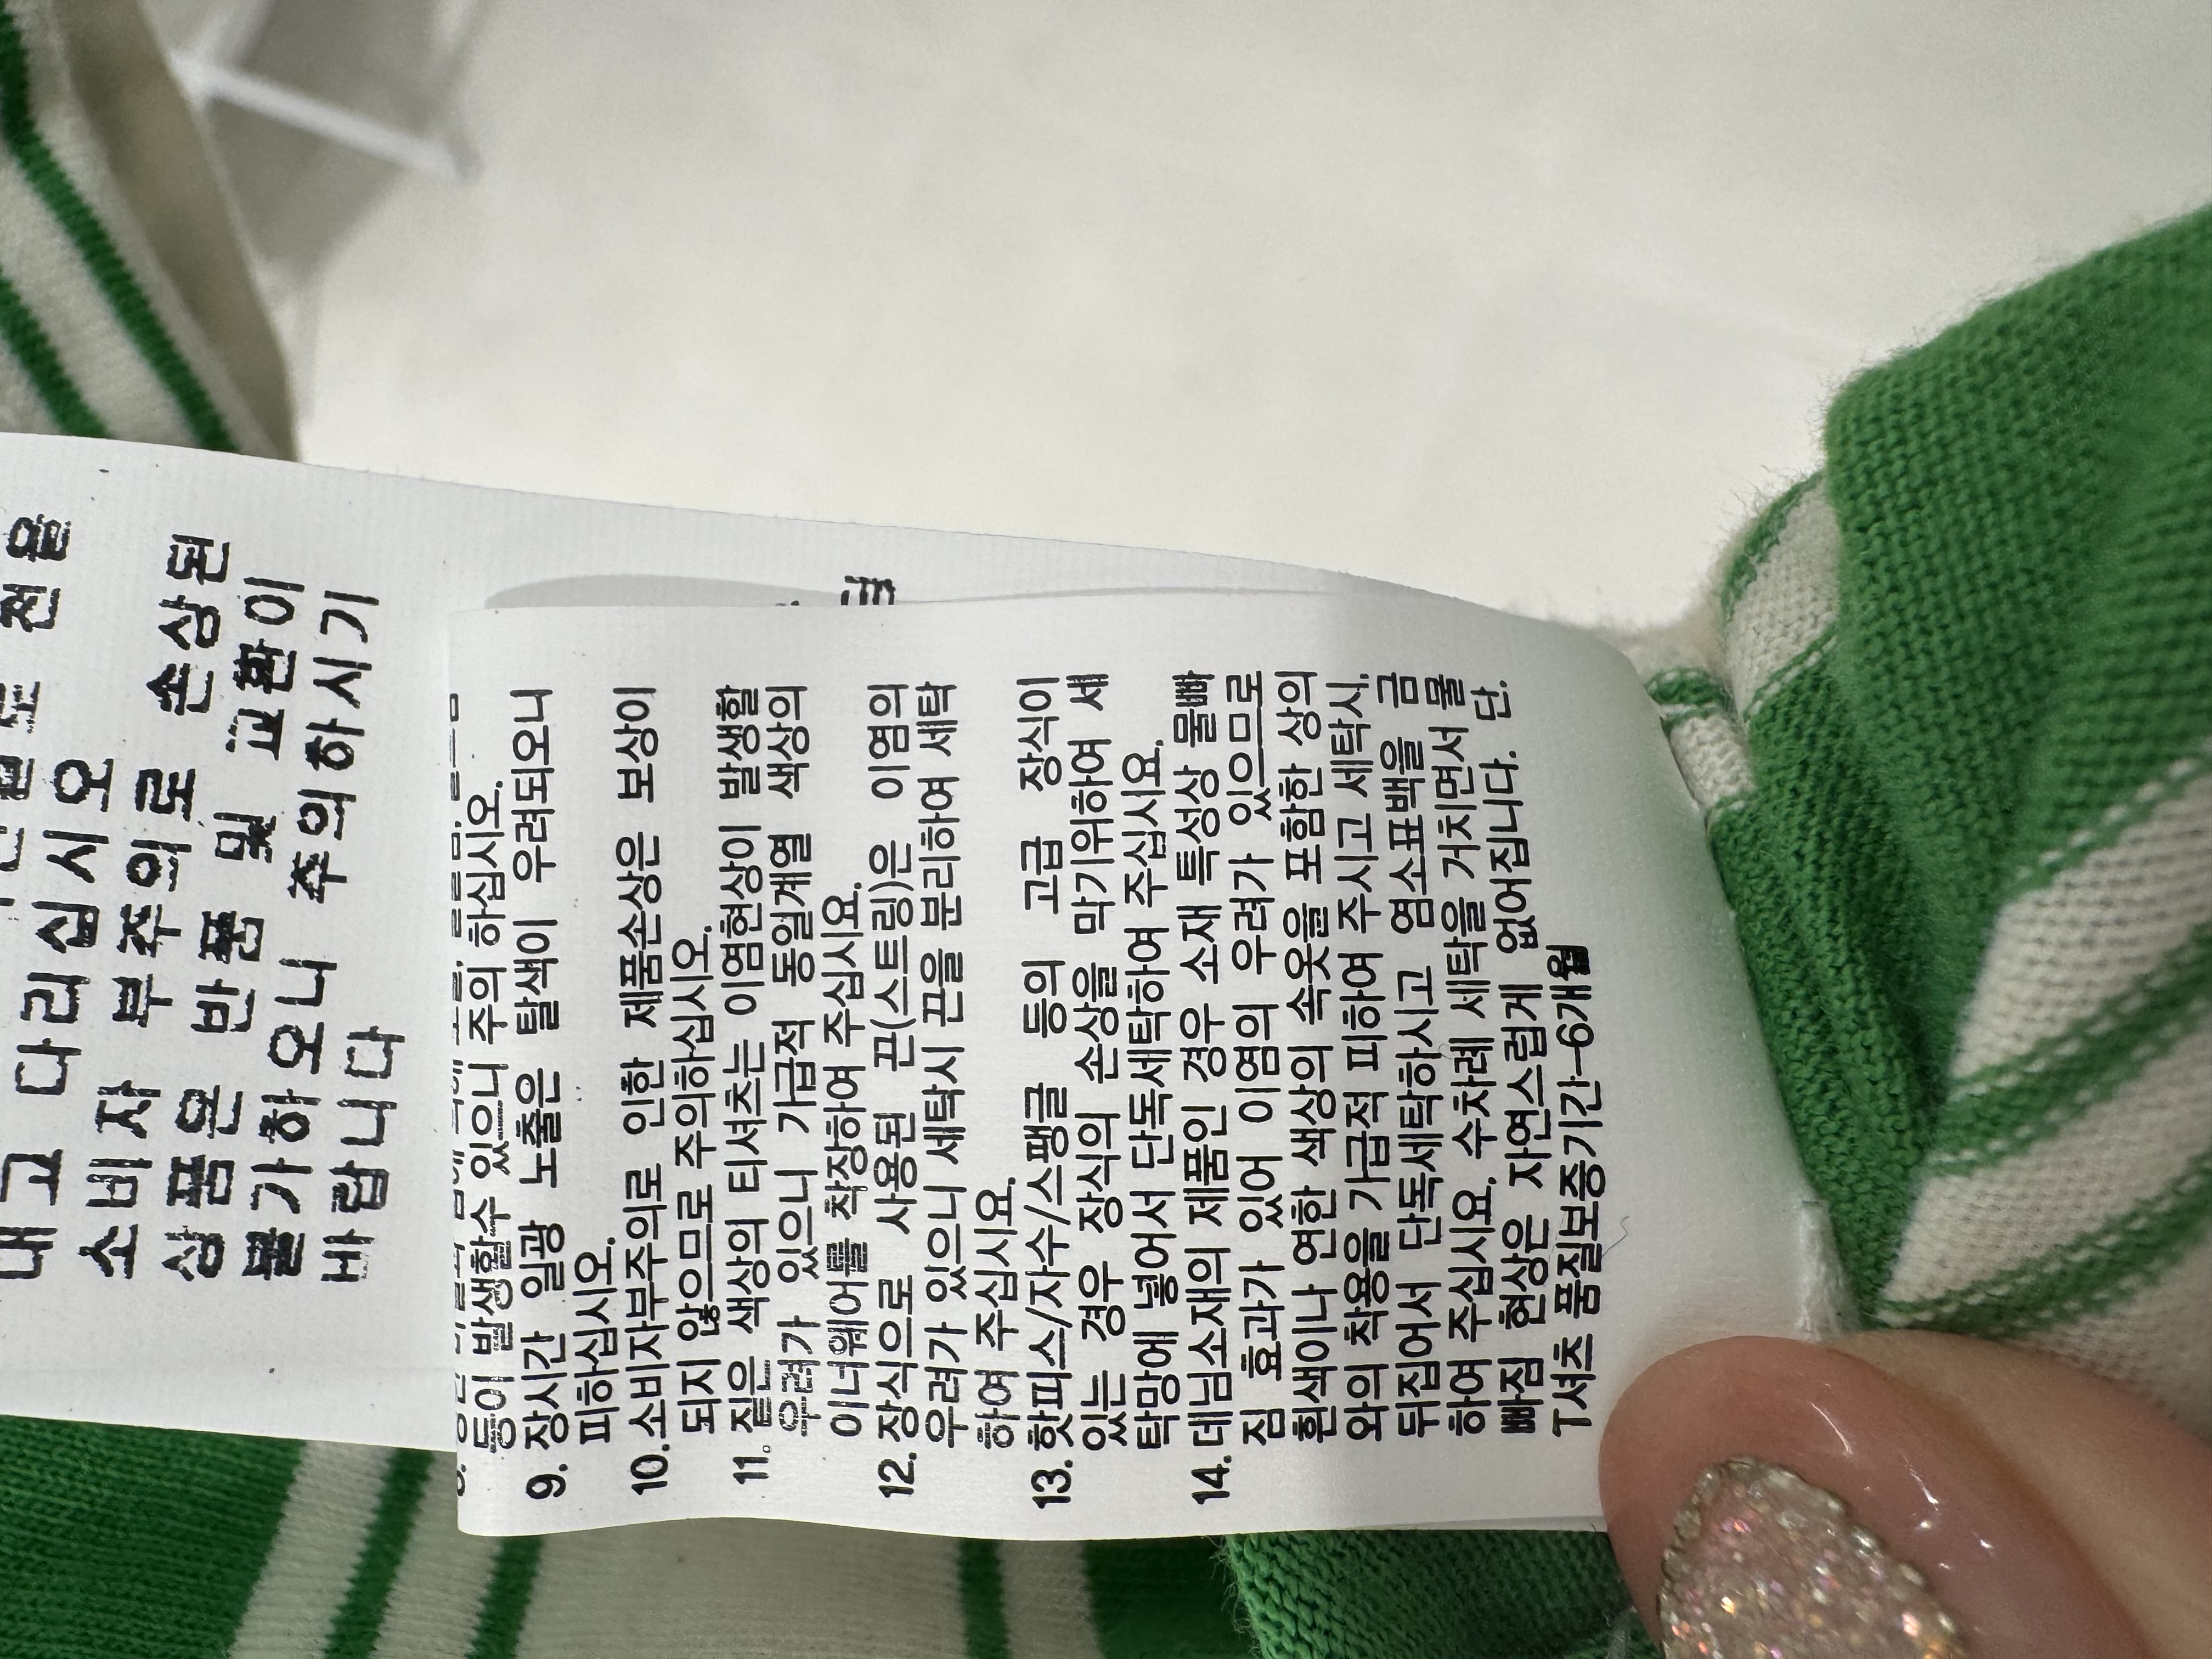 천을
대고 다리십시오
소비자 부주의로 손상된
상품은 반품 및 교환이
불가하오니 주의하시기
바랍니다
등이 발생할수 있으니 주의 하십시오.
9. 장시간 일광 노출은 탈색이 우려되오니
피하십시오.
10. 소비자부주의로 인한 제품손상은 보상이
되지 않으므로 주의하십시오.
11. 짙은 색상의 티셔츠는 이염현상이 발생할
우려가 있으니 가급적 동일계열 색상의
이너웨어를 착장하여 주십시요.
12. 장식으로 사용된 끈(스트링)은 이염의
우려가 있으니 세탁시 끈을 분리하여 세탁
하여 주십시요.
13. 핫피스/자수/스팽글 등의 고급 장식이
있는 경우 장식의 손상을 막기위하여 세
탁망에 넣어서 단독세탁하여 주십시요.
14. 데님소재의 제품인 경우 소재 특성상 물빠
짐 효과가 있어 이염의 우려가 있으므로
흰색이나 연한 색상의 속옷을 포함한 상의
와의 착용을 가급적 피하여 주시고 세탁시.
뒤집어서 단독세탁하시고 염소표백을 금
하여 주십시요. 수차례 세탁을 거치면서 물
빠짐 현상은 자연스럽게 없어집니다. 단.
T셔츠 품질보증기간-6개월